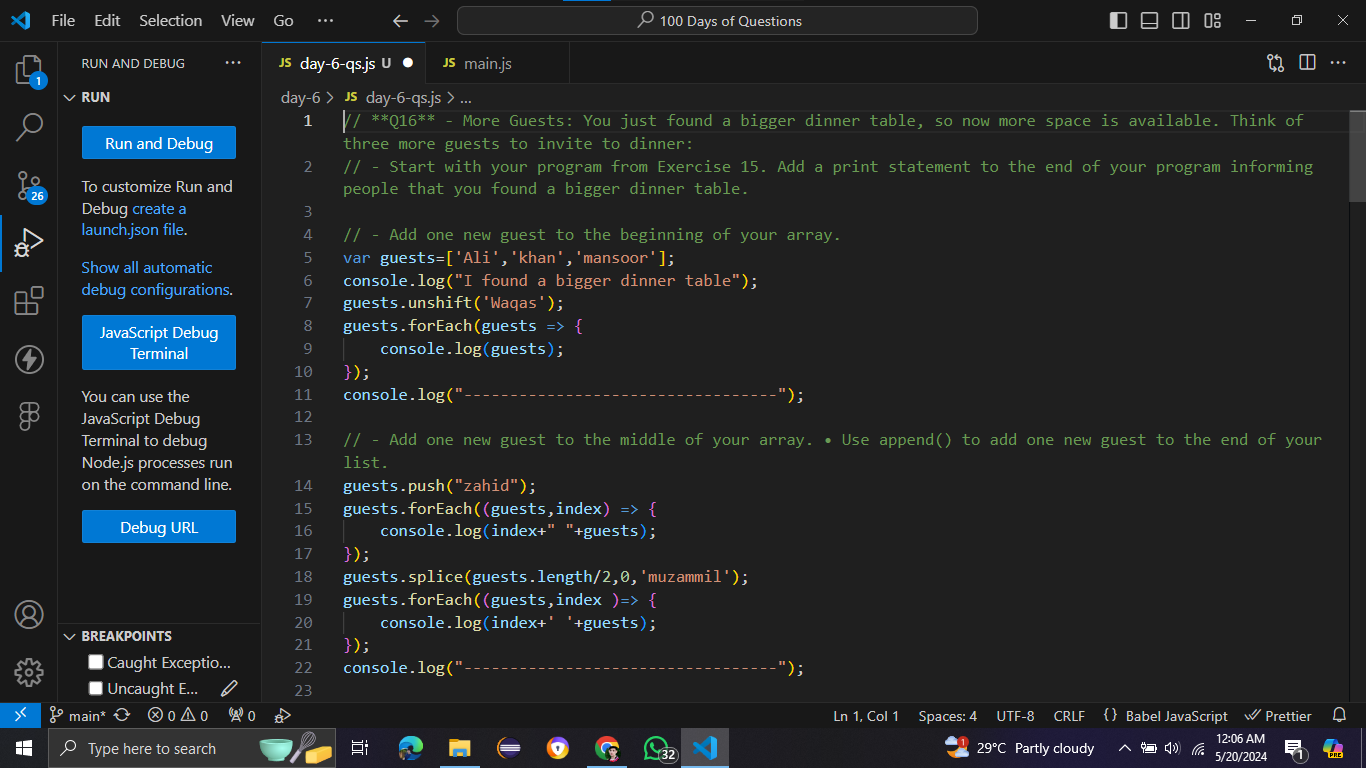 File Edit Selection View Go ···
100 Days of Questions
RUN AND DEBUG ···
RUN
Run and Debug
To customize Run and
Debug create a
launch.json file.
Show all automatic
debug configurations.
JavaScript Debug
Terminal
You can use the
JavaScript Debug
Terminal to debug
Node.js processes run
on the command line.
Debug URL
BREAKPOINTS
Caught Exceptio...
Uncaught E...
1
26
JS day-6-qs.js U ●
JS main.js
day-6 > JS day-6-qs.js > ...
1 // **Q16** - More Guests: You just found a bigger dinner table, so now more space is available. Think of
three more guests to invite to dinner:
2 // - Start with your program from Exercise 15. Add a print statement to the end of your program informing
people that you found a bigger dinner table.
3
4 // - Add one new guest to the beginning of your array.
5 var guests=['Ali','khan','mansoor'];
6 console.log("I found a bigger dinner table");
7 guests.unshift('Waqas');
8 guests.forEach(guests => {
9     console.log(guests);
10 });
11 console.log("----------------------------------");
12
13 // - Add one new guest to the middle of your array. • Use append() to add one new guest to the end of your
list.
14 guests.push("zahid");
15 guests.forEach((guests,index) => {
16     console.log(index+" "+guests);
17 });
18 guests.splice(guests.length/2,0,'muzammil');
19 guests.forEach((guests,index )=> {
20     console.log(index+' '+guests);
21 });
22 console.log("----------------------------------");
23
main* 0 0 0
Ln 1, Col 1 Spaces: 4 UTF-8 CRLF {} Babel JavaScript Prettier
Type here to search
32
1
29°C Partly cloudy
12:06 AM
5/20/2024
1
PRE